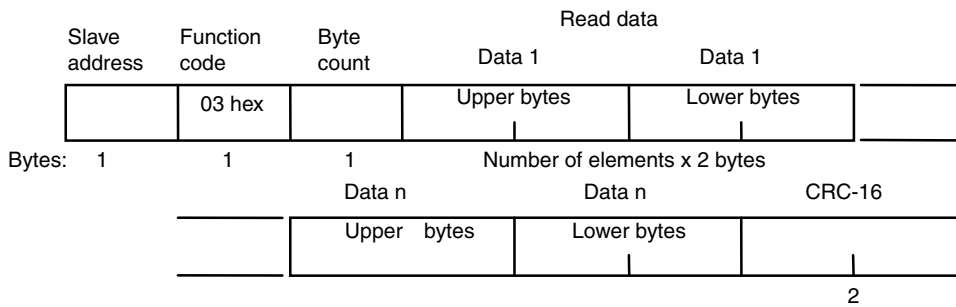 Read data
Slave address
Function code
Byte count
Data 1
Data 1
03 hex
Upper bytes
Lower bytes
Bytes: 1 1 1 Number of elements x 2 bytes
Data n
Data n
CRC-16
Upper bytes
Lower bytes
2